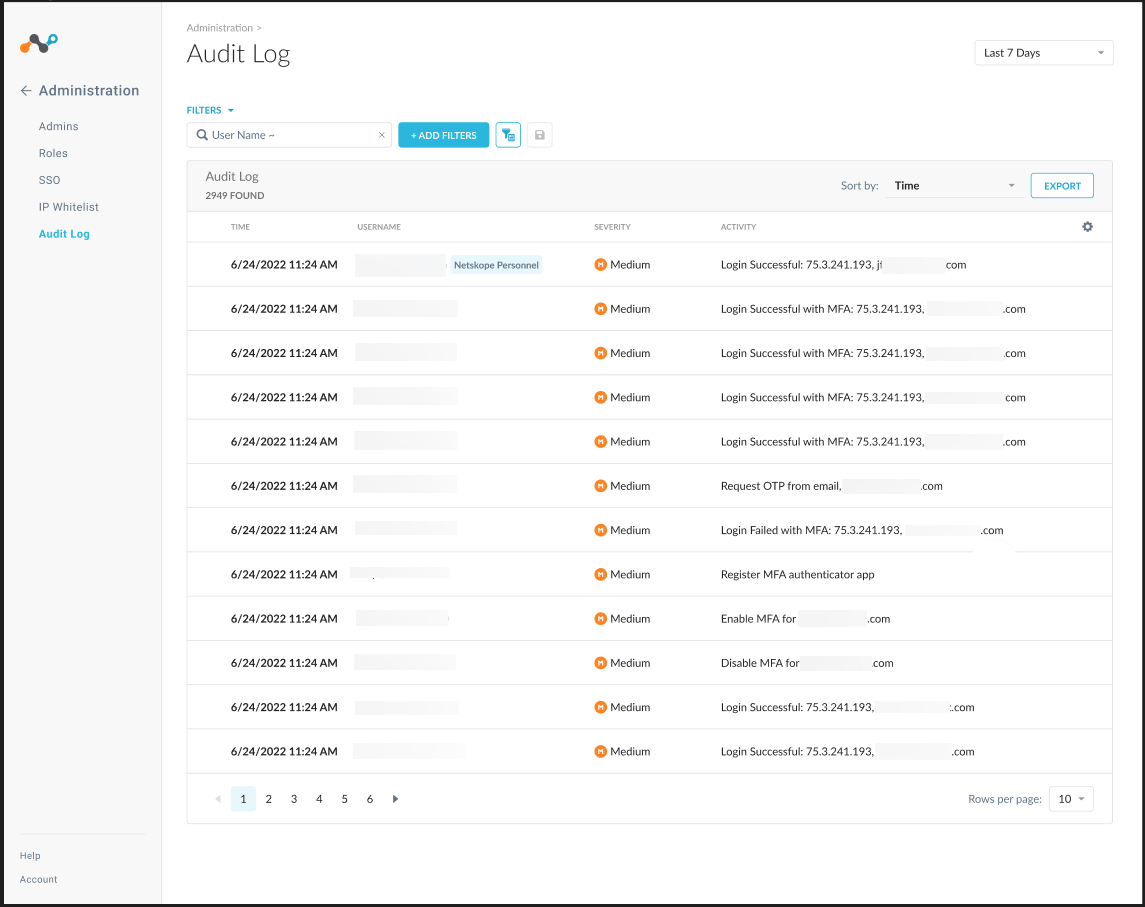 Administration >
Audit Log
Last 7 Days
Administration
Admins
Roles
SSO
IP Whitelist
Audit Log
FILTERS
User Name ~ ×
+ ADD FILTERS
Audit Log
2949 FOUND
Sort by: Time
EXPORT
TIME USERNAME SEVERITY ACTIVITY
6/24/2022 11:24 AM Netskope Personnel M Medium Login Successful: 75.3.241.193, .com
6/24/2022 11:24 AM M Medium Login Successful with MFA: 75.3.241.193, .com
6/24/2022 11:24 AM M Medium Login Successful with MFA: 75.3.241.193, .com
6/24/2022 11:24 AM M Medium Login Successful with MFA: 75.3.241.193, com
6/24/2022 11:24 AM M Medium Login Successful with MFA: 75.3.241.193, .com
6/24/2022 11:24 AM M Medium Request OTP from email, .com
6/24/2022 11:24 AM M Medium Login Failed with MFA: 75.3.241.193, .com
6/24/2022 11:24 AM M Medium Register MFA authenticator app
6/24/2022 11:24 AM M Medium Enable MFA for .com
6/24/2022 11:24 AM M Medium Disable MFA for .com
6/24/2022 11:24 AM M Medium Login Successful: 75.3.241.193, .com
6/24/2022 11:24 AM M Medium Login Successful: 75.3.241.193, .com
1 2 3 4 5 6
Rows per page: 10
Help
Account